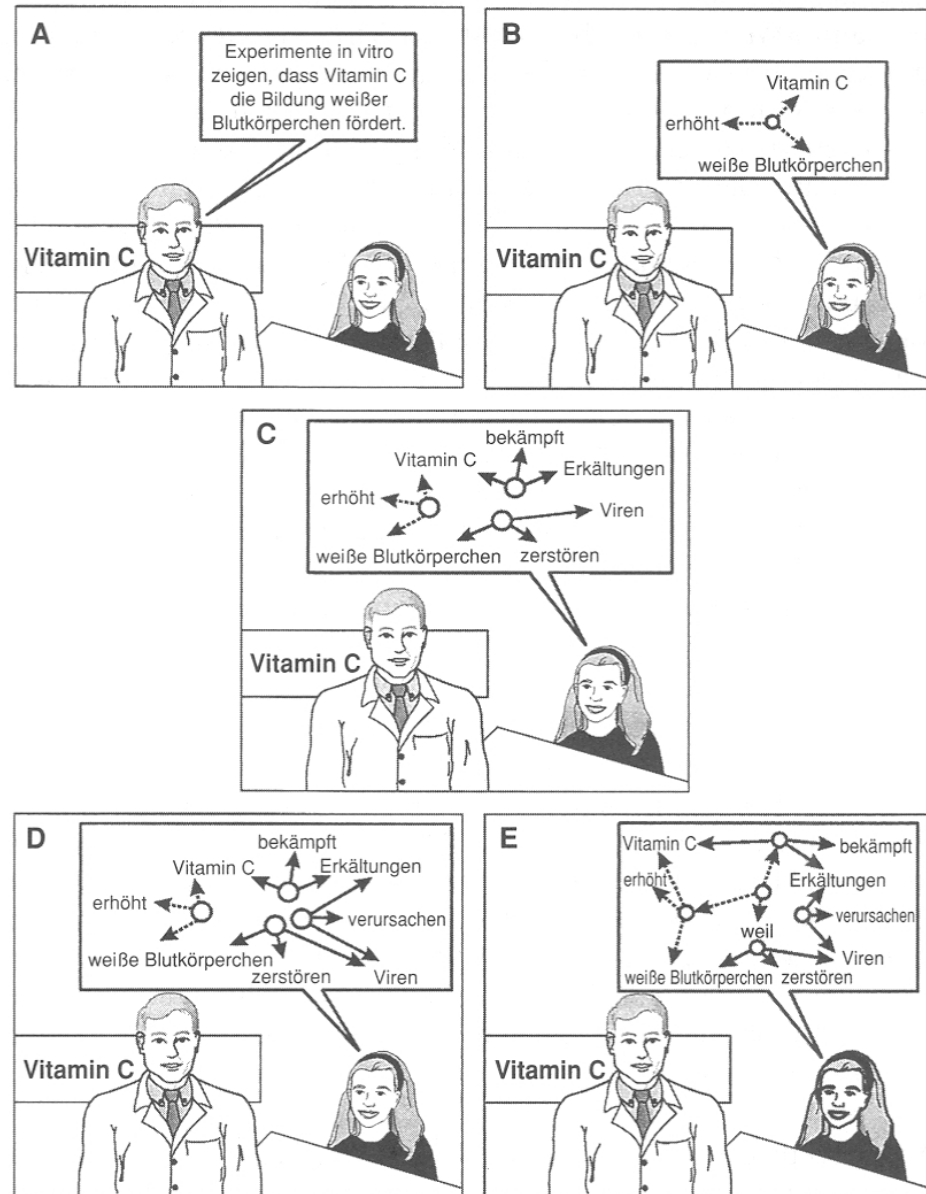 A
Experimente in vitro
zeigen, dass Vitamin C
die Bildung weißer
Blutkörperchen fördert.
Vitamin C
B
Vitamin C
erhöht
weiße Blutkörperchen
Vitamin C
C
bekämpft
Vitamin C
Erkältungen
erhöht
Viren
weiße Blutkörperchen
zerstören
Vitamin C
D
bekämpft
Vitamin C
Erkältungen
erhöht
verursachen
weiße Blutkörperchen
zerstören
Viren
Vitamin C
E
Vitamin C
bekämpft
erhöht
Erkältungen
verursachen
weil
Viren
weiße Blutkörperchen
zerstören
Vitamin C